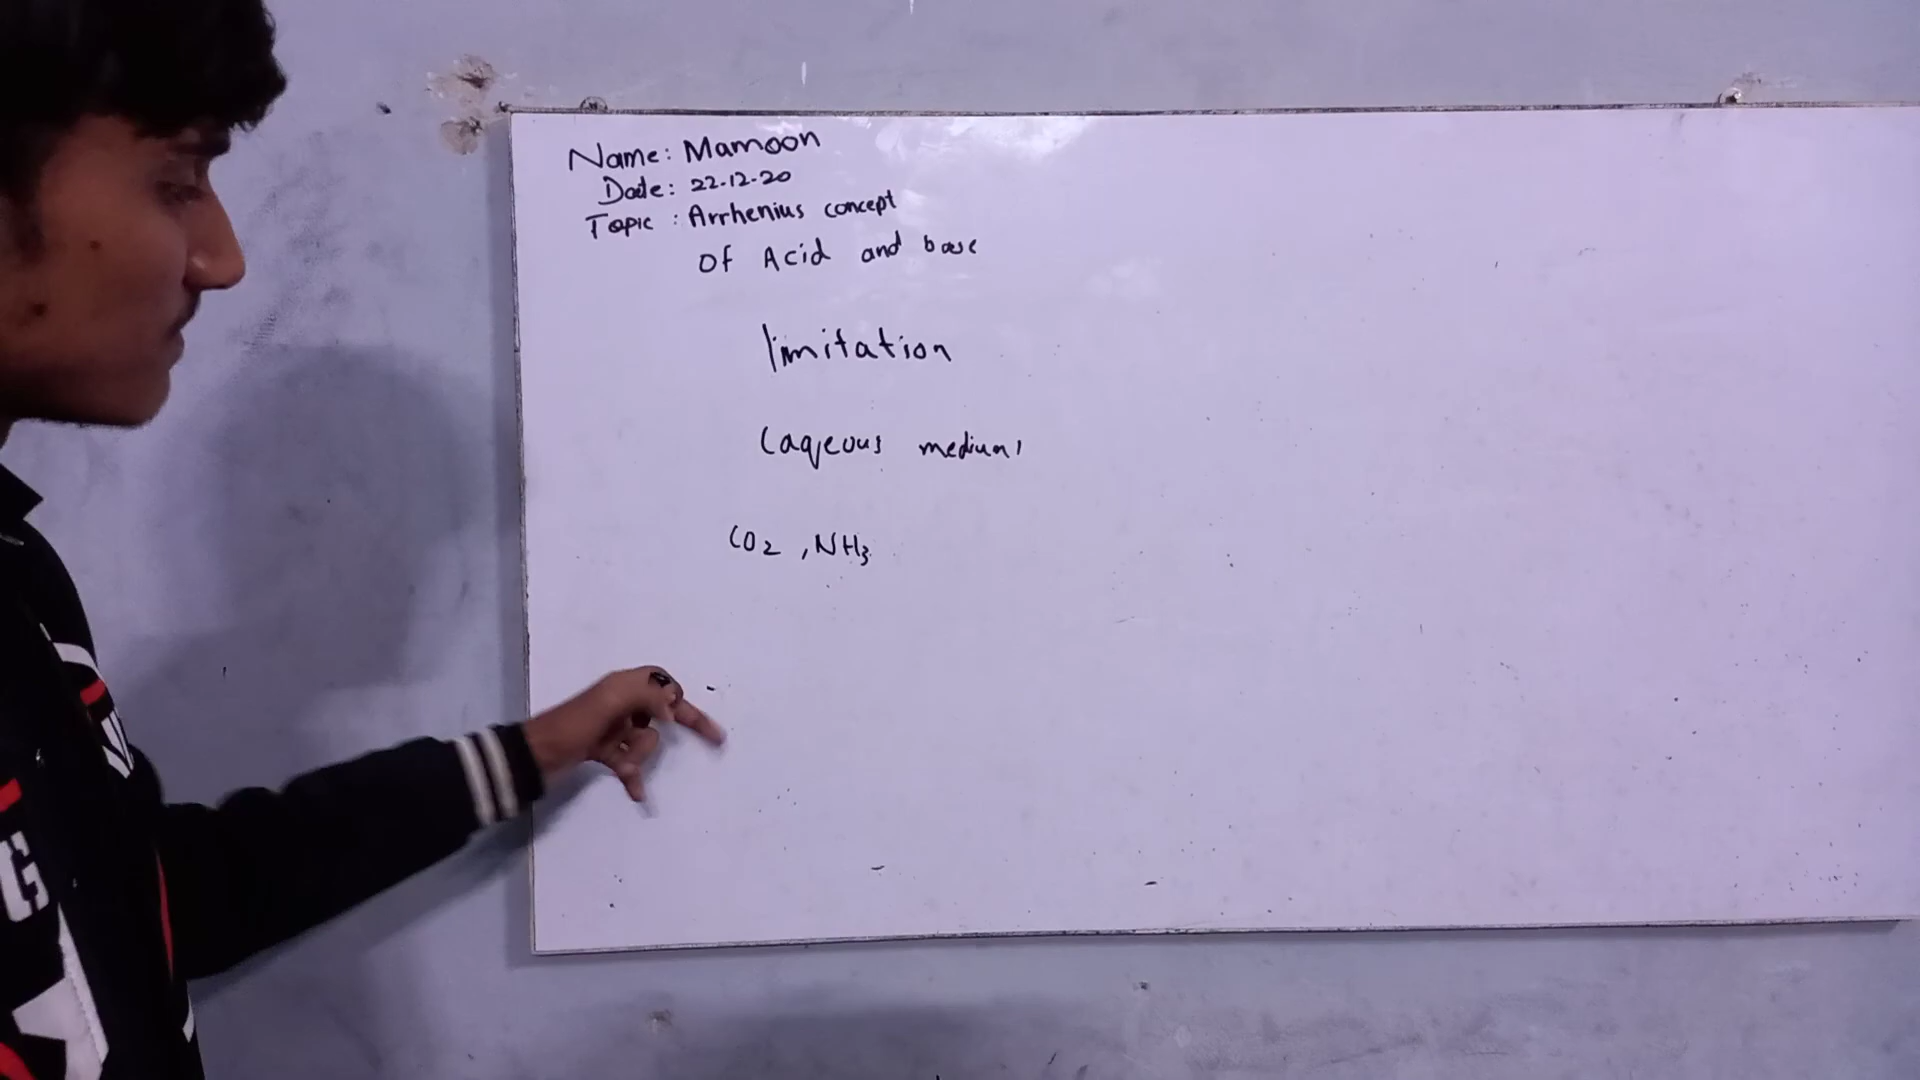 Name: Mamoon
Date: 22-12-20
Topic : Arrhenius concept
Of Acid and base
limitation
(aqeous medium)
CO2 , NH3
G